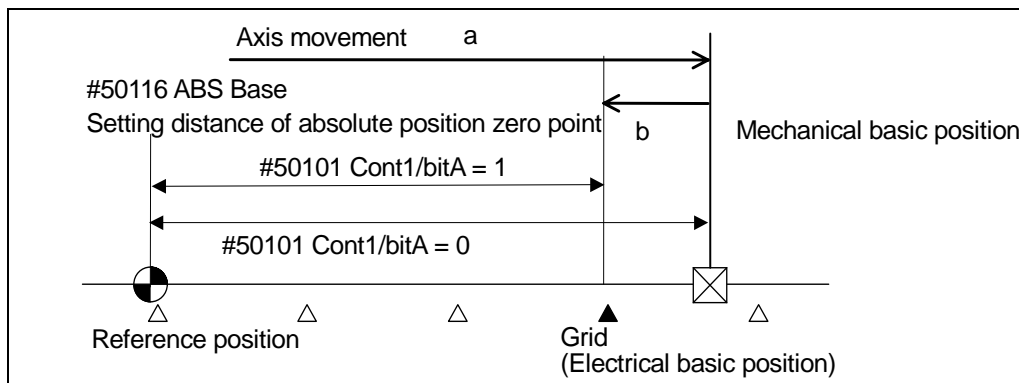 Axis movement a
#50116 ABS Base
Setting distance of absolute position zero point
b
Mechanical basic position
#50101 Cont1/bitA = 1
#50101 Cont1/bitA = 0
Reference position
Grid
(Electrical basic position)